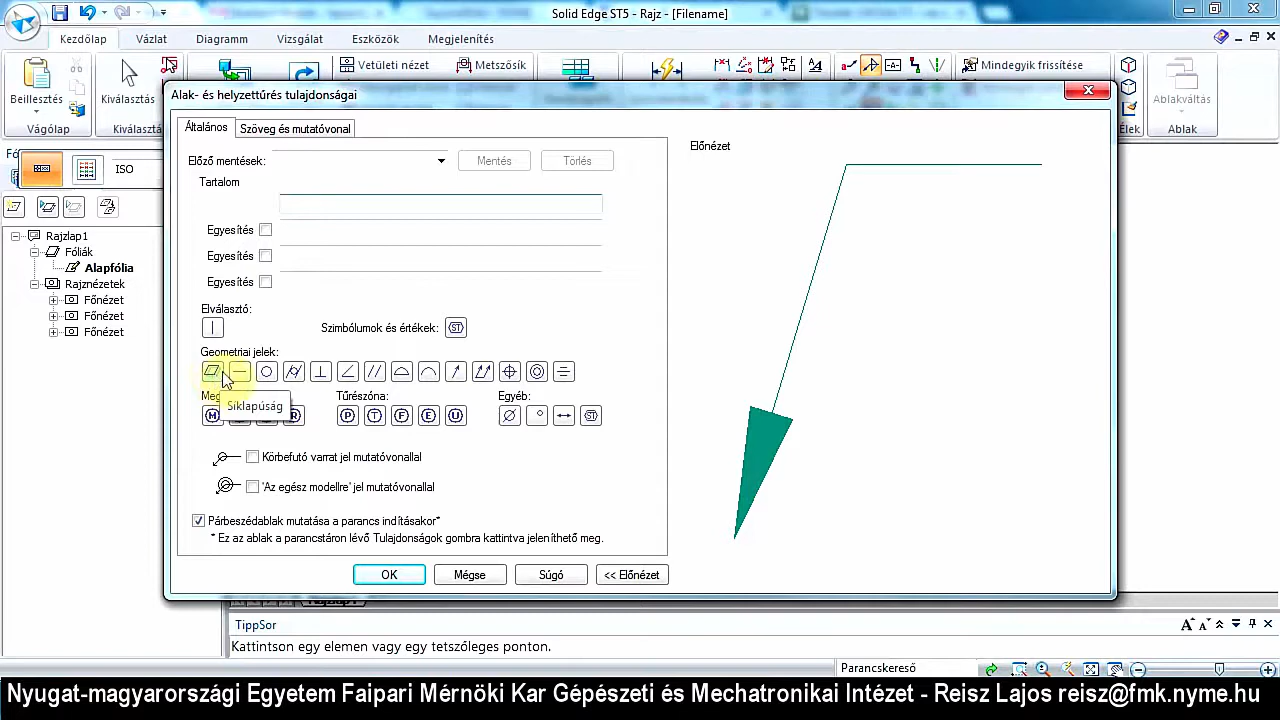 Solid Edge ST5 - Rajz - [Filename]
Kezdőlap Vázlat Diagramm Vizsgálat Eszközök Megjelenítés
Beillesztés
Vágólap
Kiválasztás
Vetületi nézet
Metszősík
Mindegyik frissítése
Ablakváltás
Élek
Ablak
ISO
Rajzlap1
Fóliák
Alapfólia
Rajznézetek
Főnézet
Főnézet
Főnézet
Alak- és helyzettűrés tulajdonságai
Általános Szöveg és mutatóvonal
Előző mentések: Mentés Törlés
Tartalom
Egyesítés
Egyesítés
Egyesítés
Elválasztó:
Szimbólumok és értékek: ST
Geometriai jelek:
Síklapúság
Tűrészóna: Egyéb:
M R P T F E U ST
Körbefutó varrat jel mutatóvonallal
'Az egész modellre' jel mutatóvonallal
Párbeszédablak mutatása a parancs indításakor*
* Ez az ablak a parancstáron lévő Tulajdonságok gombra kattintva jeleníthető meg.
OK Mégse Súgó << Előnézet
Előnézet
TippSor
Kattintson egy elemen vagy egy tetszőleges ponton.
Parancskereső
Nyugat-magyarországi Egyetem Faipari Mérnöki Kar Gépészeti és Mechatronikai Intézet - Reisz Lajos reisz@fmk.nyme.hu